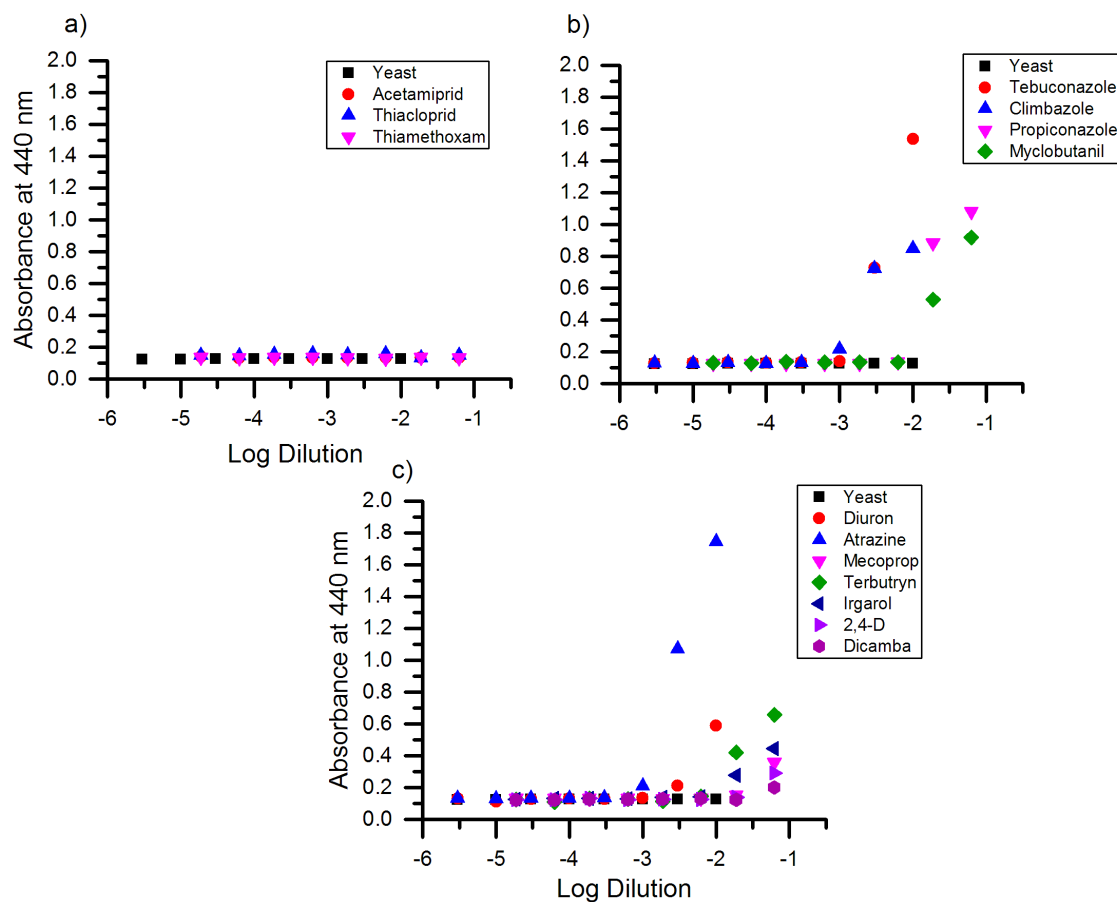 a)
Absorbance at 440 nm
2.0
1.8
1.6
1.4
1.2
1.0
0.8
0.6
0.4
0.2
0.0
Yeast
Acetamiprid
Thiacloprid
Thiamethoxam
-6 -5 -4 -3 -2 -1
Log Dilution
b)
2.0
1.8
1.6
1.4
1.2
1.0
0.8
0.6
0.4
0.2
0.0
Yeast
Tebuconazole
Climbazole
Propiconazole
Myclobutanil
-6 -5 -4 -3 -2 -1
c)
Absorbance at 440 nm
2.0
1.8
1.6
1.4
1.2
1.0
0.8
0.6
0.4
0.2
0.0
Yeast
Diuron
Atrazine
Mecoprop
Terbutryn
Irgarol
2,4-D
Dicamba
-6 -5 -4 -3 -2 -1
Log Dilution